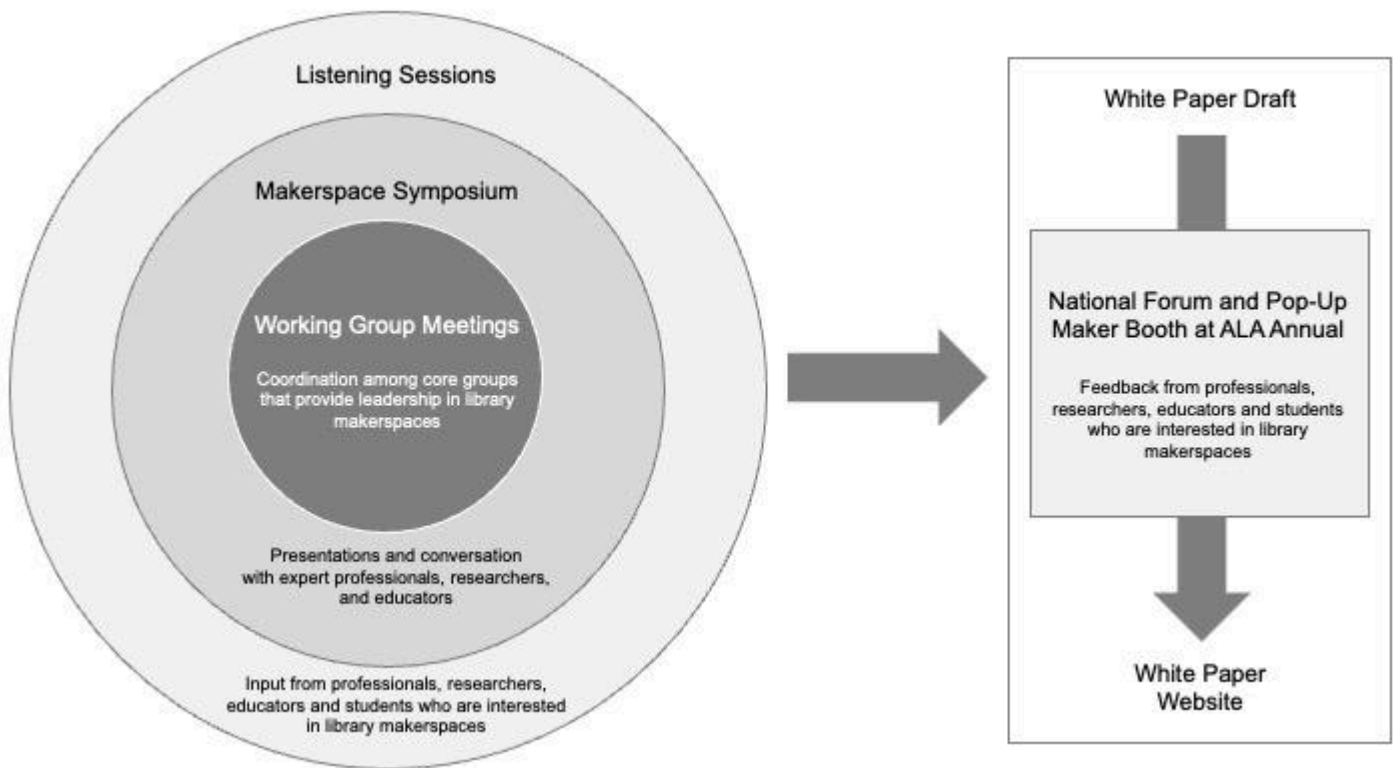 Listening Sessions
Makerspace Symposium
Working Group Meetings
Coordination among core groups
that provide leadership in library
makerspaces
Presentations and conversation
with expert professionals, researchers,
and educators
Input from professionals, researchers,
educators and students who are interested
in library makerspaces
White Paper Draft
National Forum and Pop-Up
Maker Booth at ALA Annual
Feedback from professionals,
researchers, educators and students
who are interested in library
makerspaces
White Paper
Website